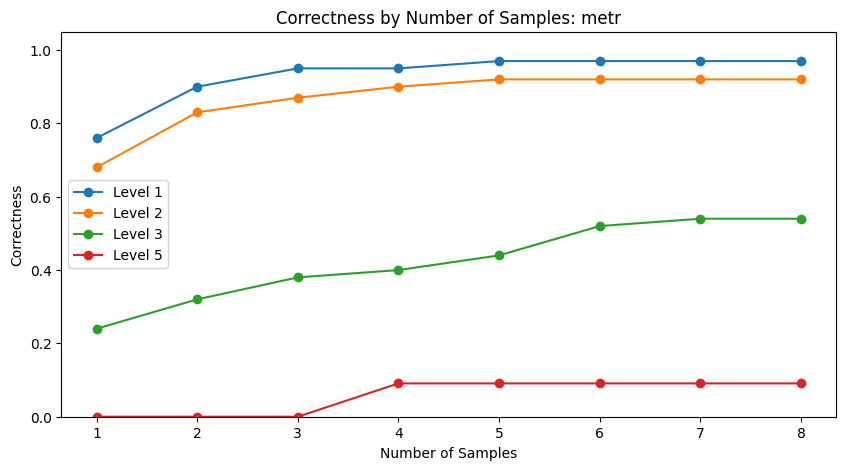 Correctness by Number of Samples: metr
1.0
0.8
0.6
0.4
0.2
0.0
Correctness
Level 1
Level 2
Level 3
Level 5
1 2 3 4 5 6 7 8
Number of Samples